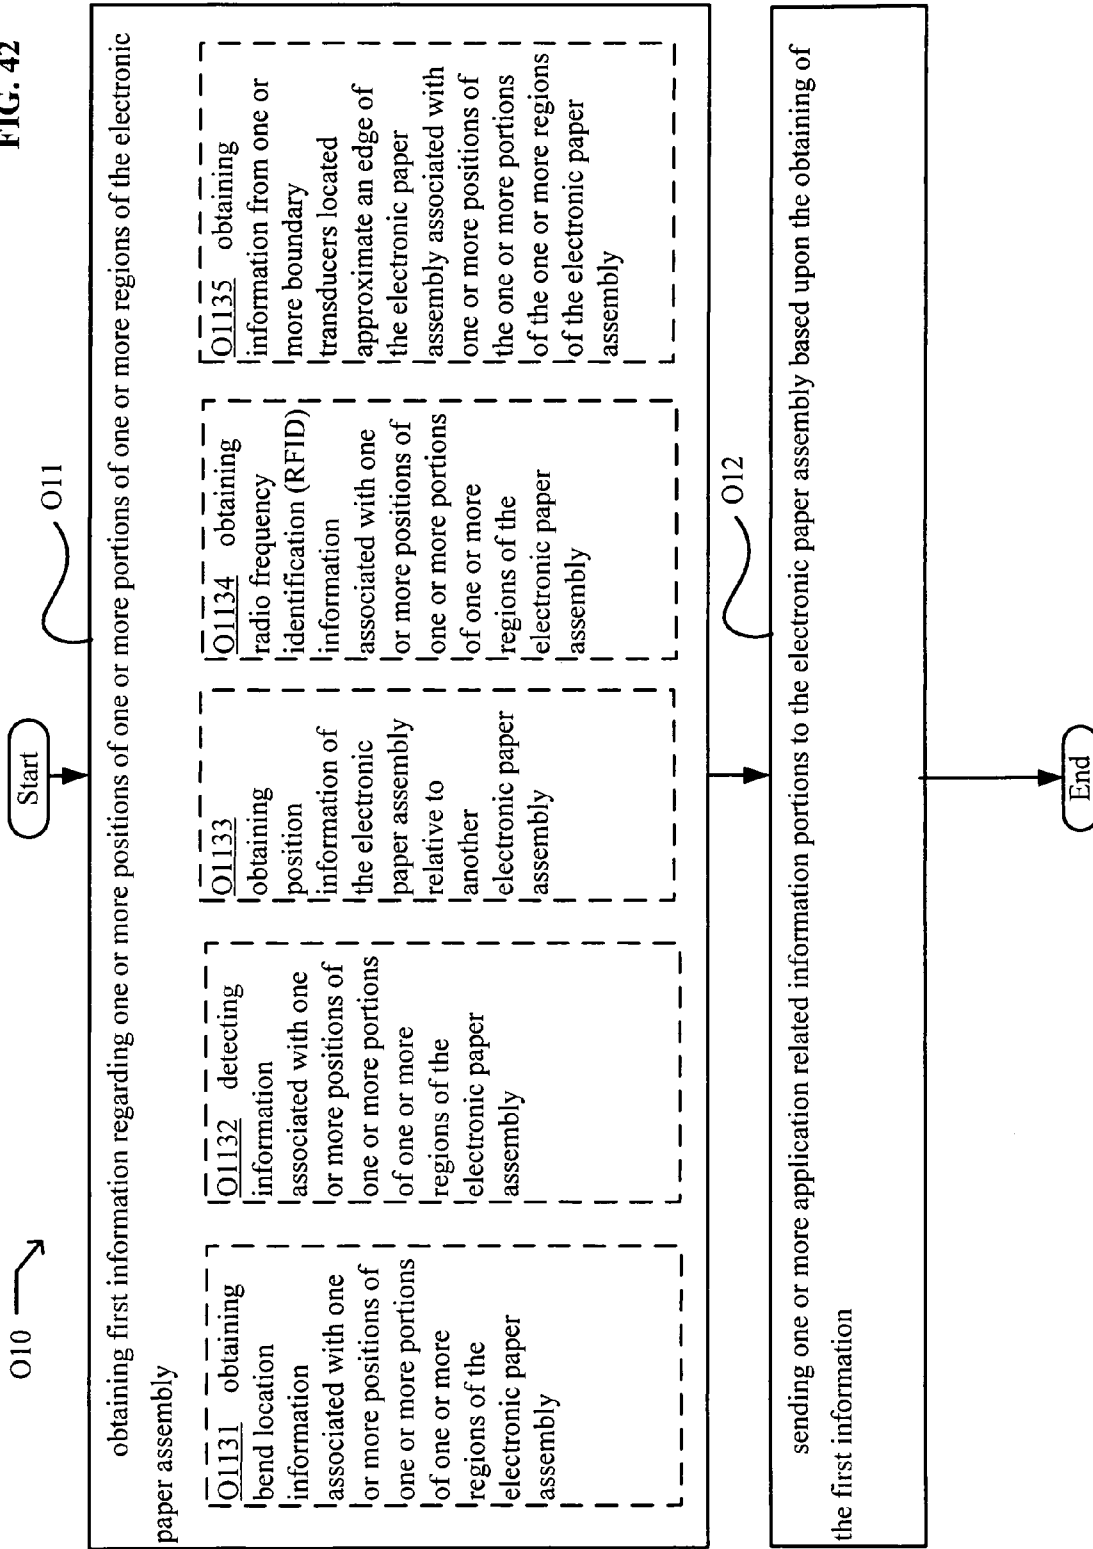 FIG. 42
O10
Start
O11
obtaining first information regarding one or more positions of one or more portions of one or more regions of the electronic
paper assembly
O1131 obtaining
bend location
information
associated with one
or more positions of
one or more portions
of one or more
regions of the
electronic paper
assembly
O1132 detecting
information
associated with one
or more positions of
one or more portions
of one or more
regions of the
electronic paper
assembly
O1133
obtaining
position
information of
the electronic
paper assembly
relative to
another
electronic paper
assembly
O1134 obtaining
radio frequency
identification (RFID)
information
associated with one
or more positions of
one or more portions
of one or more
regions of the
electronic paper
assembly
O1135 obtaining
information from one or
more boundary
transducers located
approximate an edge of
the electronic paper
assembly associated with
one or more positions of
the one or more portions
of the one or more regions
of the electronic paper
assembly
O12
sending one or more application related information portions to the electronic paper assembly based upon the obtaining of
the first information
End